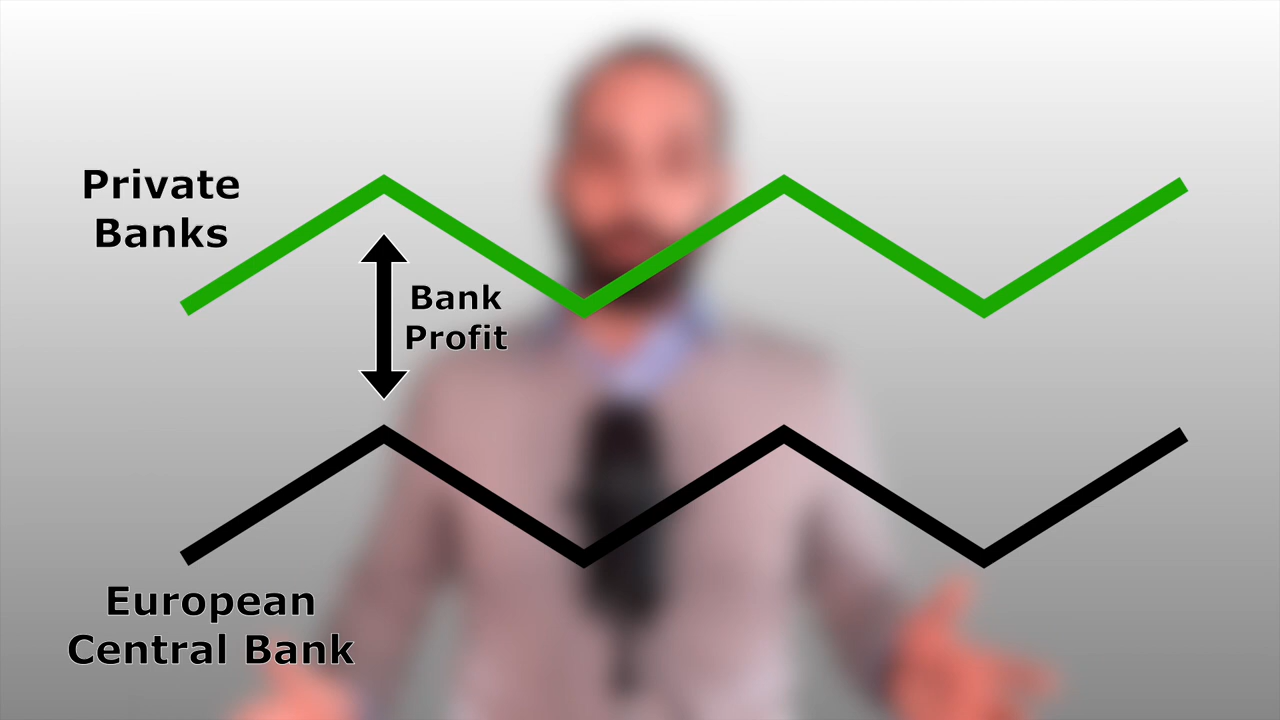 Private
Banks
Bank
Profit
European
Central Bank